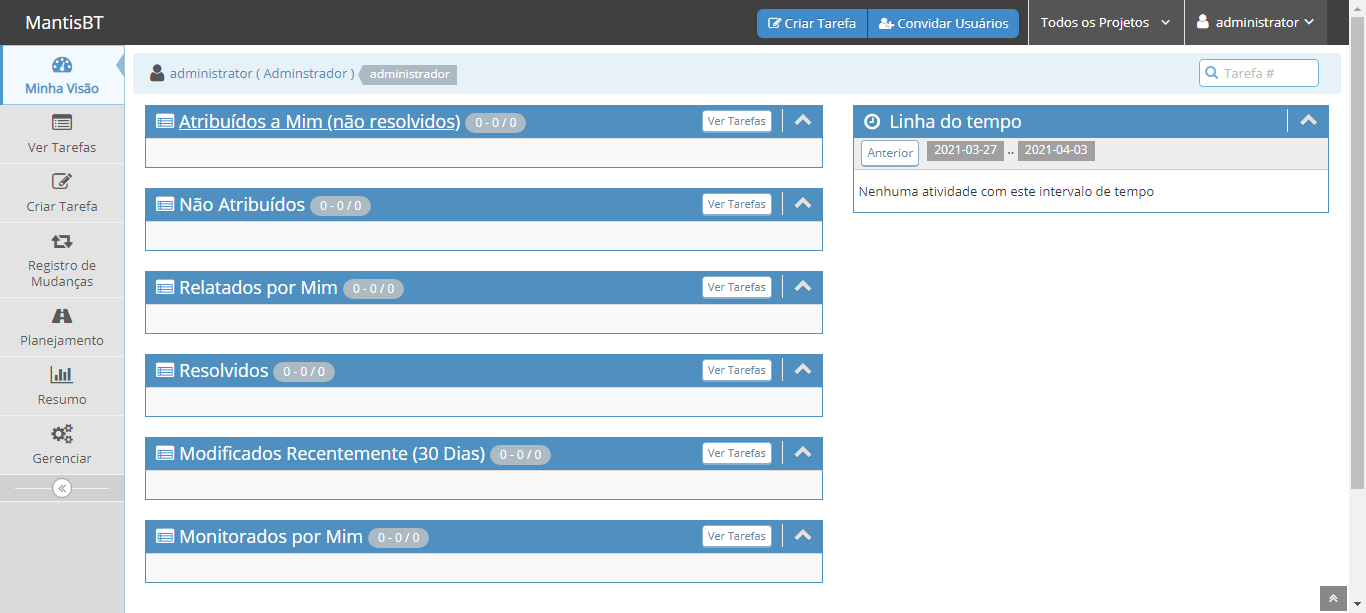 MantisBT
Criar Tarefa
Convidar Usuários
Todos os Projetos
administrator
Minha Visão
Ver Tarefas
Criar Tarefa
Registro de
Mudanças
Planejamento
Resumo
Gerenciar
administrator ( Adminstrador )
administrador
Tarefa #
Atribuídos a Mim (não resolvidos) 0 - 0 / 0
Ver Tarefas
Não Atribuídos 0 - 0 / 0
Ver Tarefas
Relatados por Mim 0 - 0 / 0
Ver Tarefas
Resolvidos 0 - 0 / 0
Ver Tarefas
Modificados Recentemente (30 Dias) 0 - 0 / 0
Ver Tarefas
Monitorados por Mim 0 - 0 / 0
Ver Tarefas
Linha do tempo
Anterior 2021-03-27 .. 2021-04-03
Nenhuma atividade com este intervalo de tempo